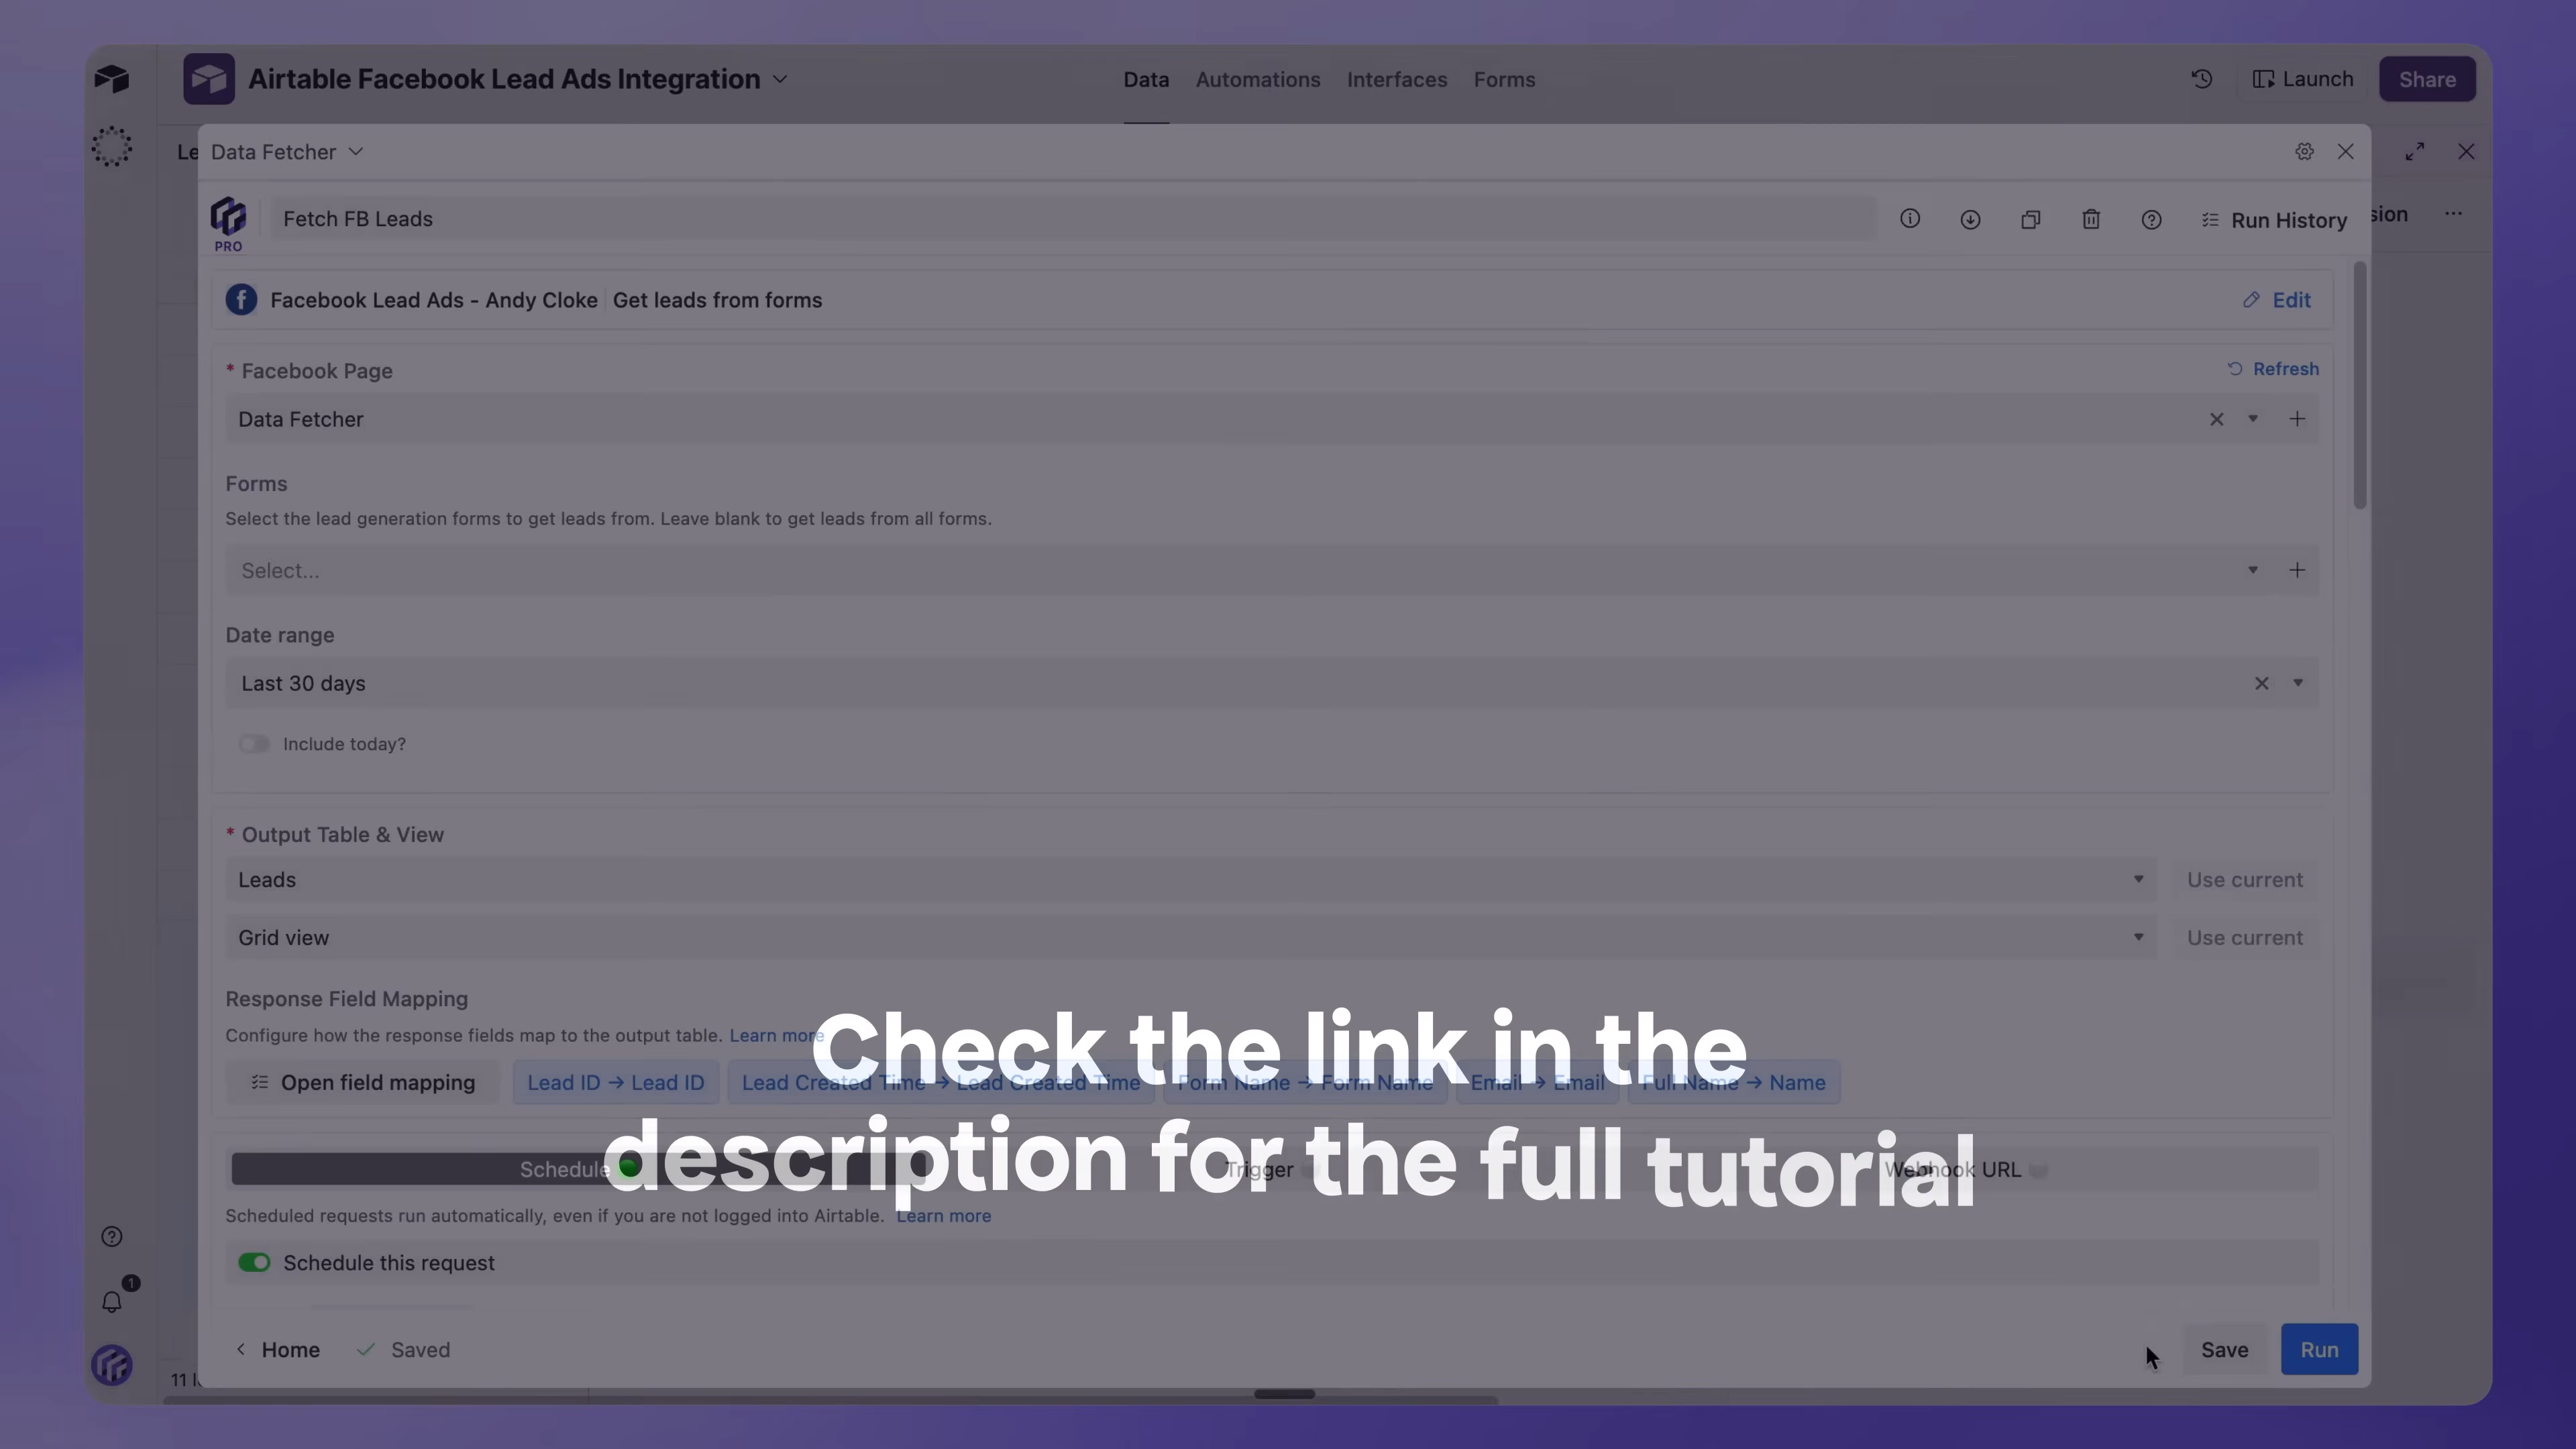 Airtable Facebook Lead Ads Integration
Data Automations Interfaces Forms
Launch
Share
Le
Data Fetcher
PRO
Fetch FB Leads
Run History
sion
Facebook Lead Ads - Andy Cloke Get leads from forms
Edit
* Facebook Page
Refresh
Data Fetcher
Forms
Select the lead generation forms to get leads from. Leave blank to get leads from all forms.
Select...
Date range
Last 30 days
Include today?
* Output Table & View
Leads
Use current
Grid view
Use current
Response Field Mapping
Configure how the response fields map to the output table. Learn more
Open field mapping
Lead ID → Lead ID
Lead Created Time → Lead Created Time
Form Name → Form Name
Email → Email
Full Name → Name
Check the link in the
description for the full tutorial
Schedule
Trigger
Webhook URL
Scheduled requests run automatically, even if you are not logged into Airtable. Learn more
Schedule this request
1
Home
Saved
Save
Run
11 l